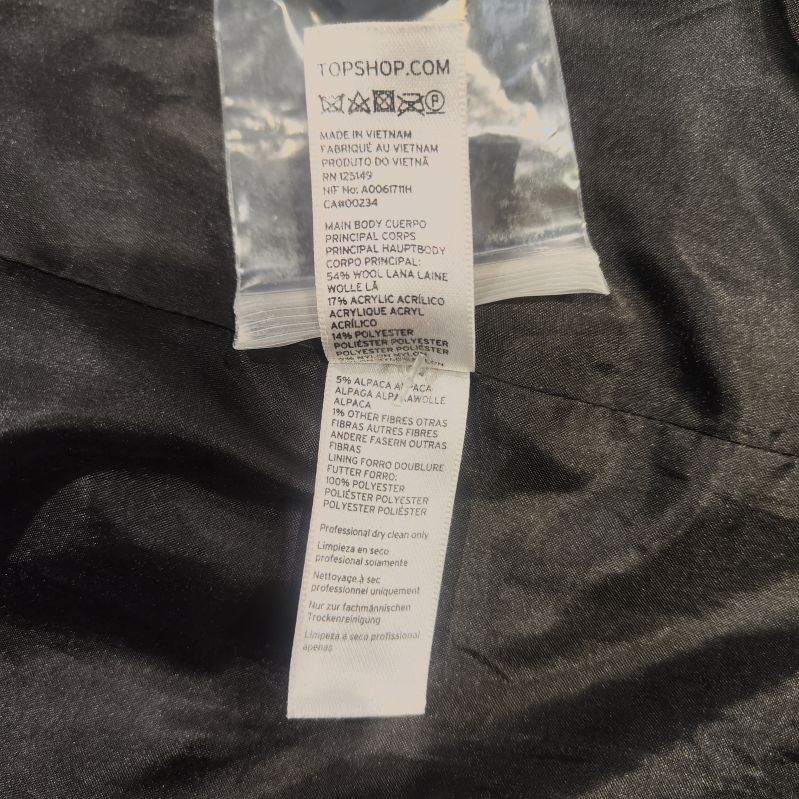 TOPSHOP.COM
P
MADE IN VIETNAM
FABRIQUÉ AU VIETNAM
PRODUTO DO VIETNÃ
RN 125149
NIF No: A0061711H
CA#00234
MAIN BODY CUERPO
PRINCIPAL CORPS
PRINCIPAL HAUPTBODY
CORPO PRINCIPAL:
54% WOOL LANA LAINE
WOLLE LÃ
17% ACRYLIC ACRÍLICO
ACRYLIQUE ACRYL
ACRÍLICO
14% POLYESTER
POLIÉSTER POLYESTER
POLYESTER POLIÉSTER
NYLON NYLON
5% ALPACA ALPACA
ALPAGA ALPAKAWOLLE
ALPACA
1% OTHER FIBRES OTRAS
FIBRAS AUTRES FIBRES
ANDERE FASERN OUTRAS
FIBRAS
LINING FORRO DOUBLURE
FUTTER FORRO:
100% POLYESTER
POLIÉSTER POLYESTER
POLYESTER POLIÉSTER
Professional dry clean only
Limpieza en seco
profesional solamente
Nettoyage à sec
professionnel uniquement
Nur zur fachmännischen
Trockenreinigung
Limpeza a seco profissional
apenas